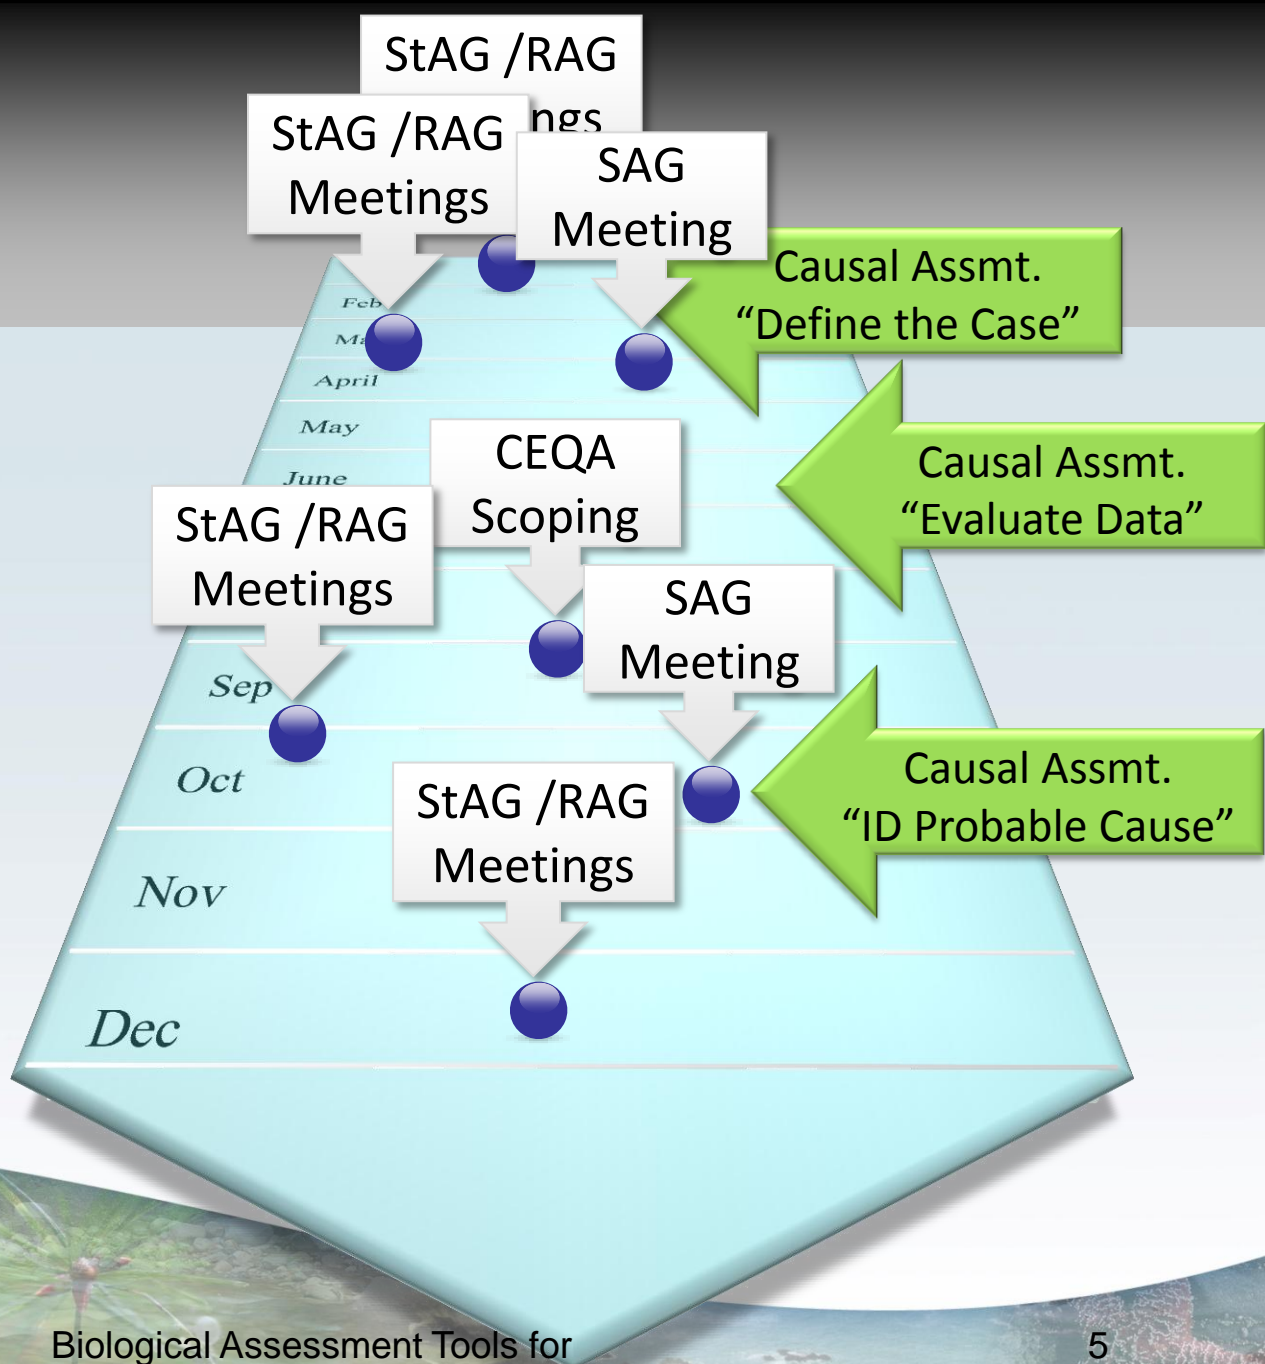 StAG /RAG
ngs
StAG /RAG
Meetings
SAG
Meeting
Causal Assmt.
“Define the Case”
Feb
Ma
April
May
June
CEQA
Scoping
Causal Assmt.
“Evaluate Data”
StAG /RAG
Meetings
SAG
Meeting
Sep
Oct
Causal Assmt.
“ID Probable Cause”
StAG /RAG
Meetings
Nov
Dec
Biological Assessment Tools for
5